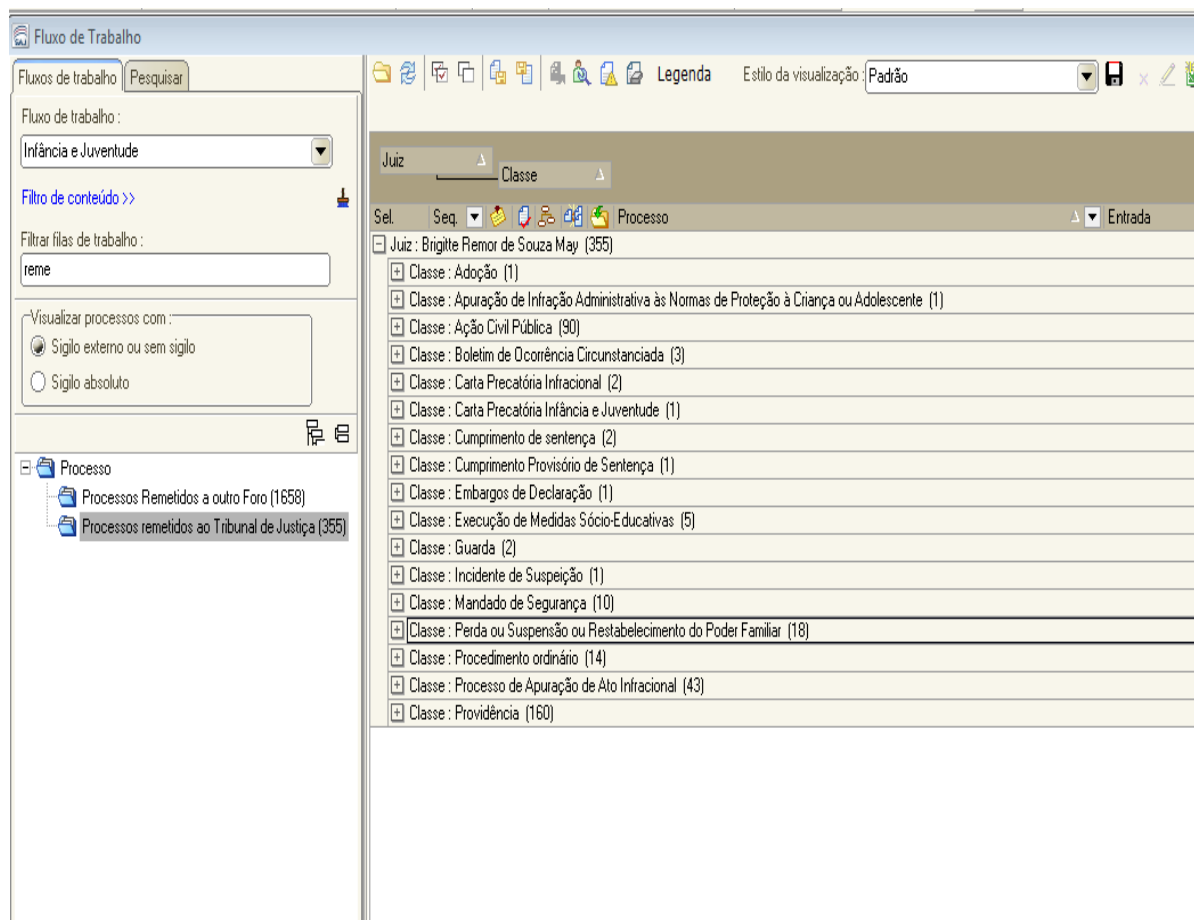 Fluxo de Trabalho
Fluxos de trabalho Pesquisar
Fluxo de trabalho :
Infância e Juventude
Filtro de conteúdo >>
Filtrar filas de trabalho :
reme
Visualizar processos com :
Sigilo externo ou sem sigilo
Sigilo absoluto
Processo
Processos Remetidos a outro Foro (1658)
Processos remetidos ao Tribunal de Justiça (355)
Legenda Estilo da visualização : Padrão
Juiz
Classe
Sel. Seq. Processo Entrada
Juiz : Brigitte Remor de Souza May (355)
Classe : Adoção (1)
Classe : Apuração de Infração Administrativa às Normas de Proteção à Criança ou Adolescente (1)
Classe : Ação Civil Pública (90)
Classe : Boletim de Ocorrência Circunstanciada (3)
Classe : Carta Precatória Infracional (2)
Classe : Carta Precatória Infância e Juventude (1)
Classe : Cumprimento de sentença (2)
Classe : Cumprimento Provisório de Sentença (1)
Classe : Embargos de Declaração (1)
Classe : Execução de Medidas Sócio-Educativas (5)
Classe : Guarda (2)
Classe : Incidente de Suspeição (1)
Classe : Mandado de Segurança (10)
Classe : Perda ou Suspensão ou Restabelecimento do Poder Familiar (18)
Classe : Procedimento ordinário (14)
Classe : Processo de Apuração de Ato Infracional (43)
Classe : Providência (160)